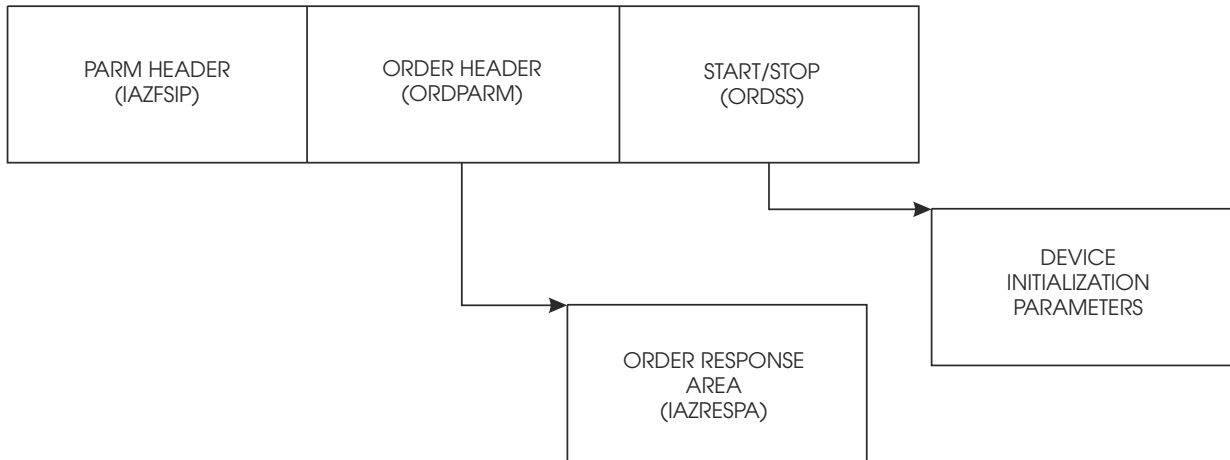 PARM HEADER
(IAZFSIP)
ORDER HEADER
(ORDPARM)
START/STOP
(ORDSS)
DEVICE
INITIALIZATION
PARAMETERS
ORDER RESPONSE
AREA
(IAZRESPA)